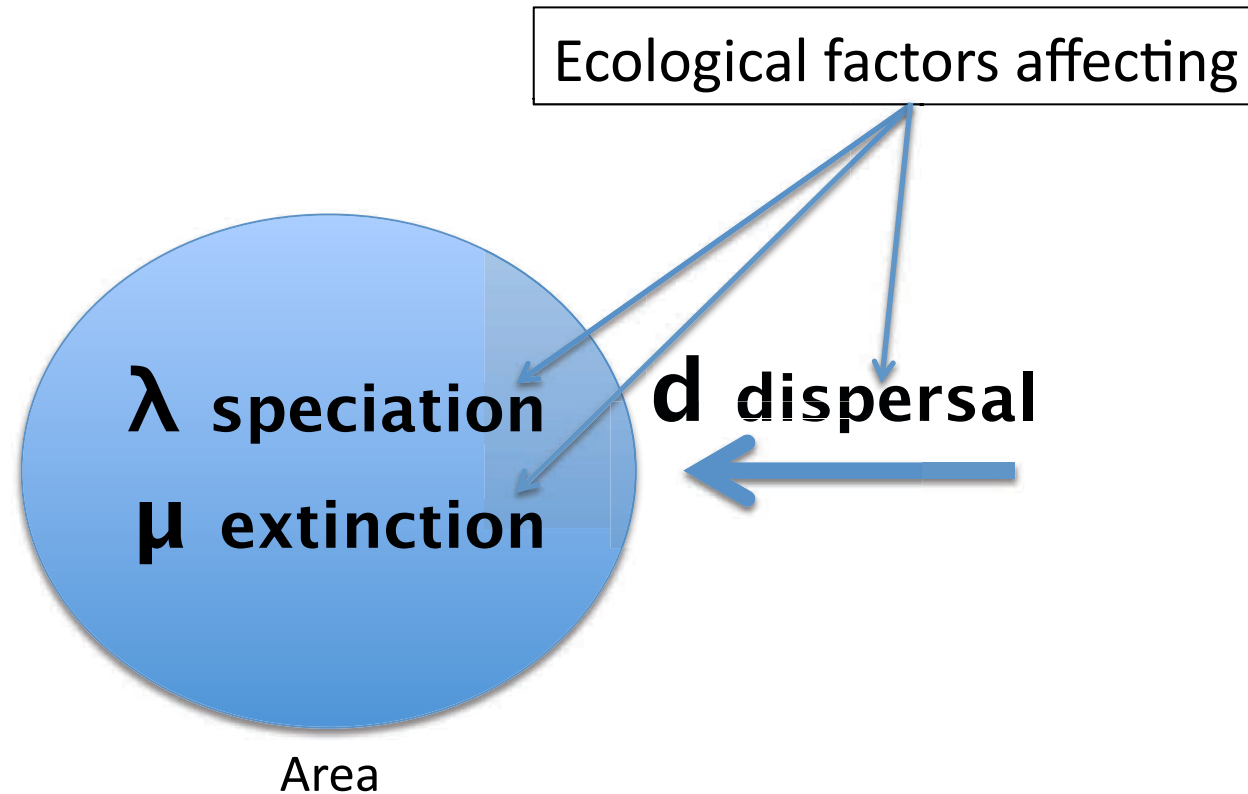 Ecological factors affecting
λ speciation
d dispersal
μ extinction
Area